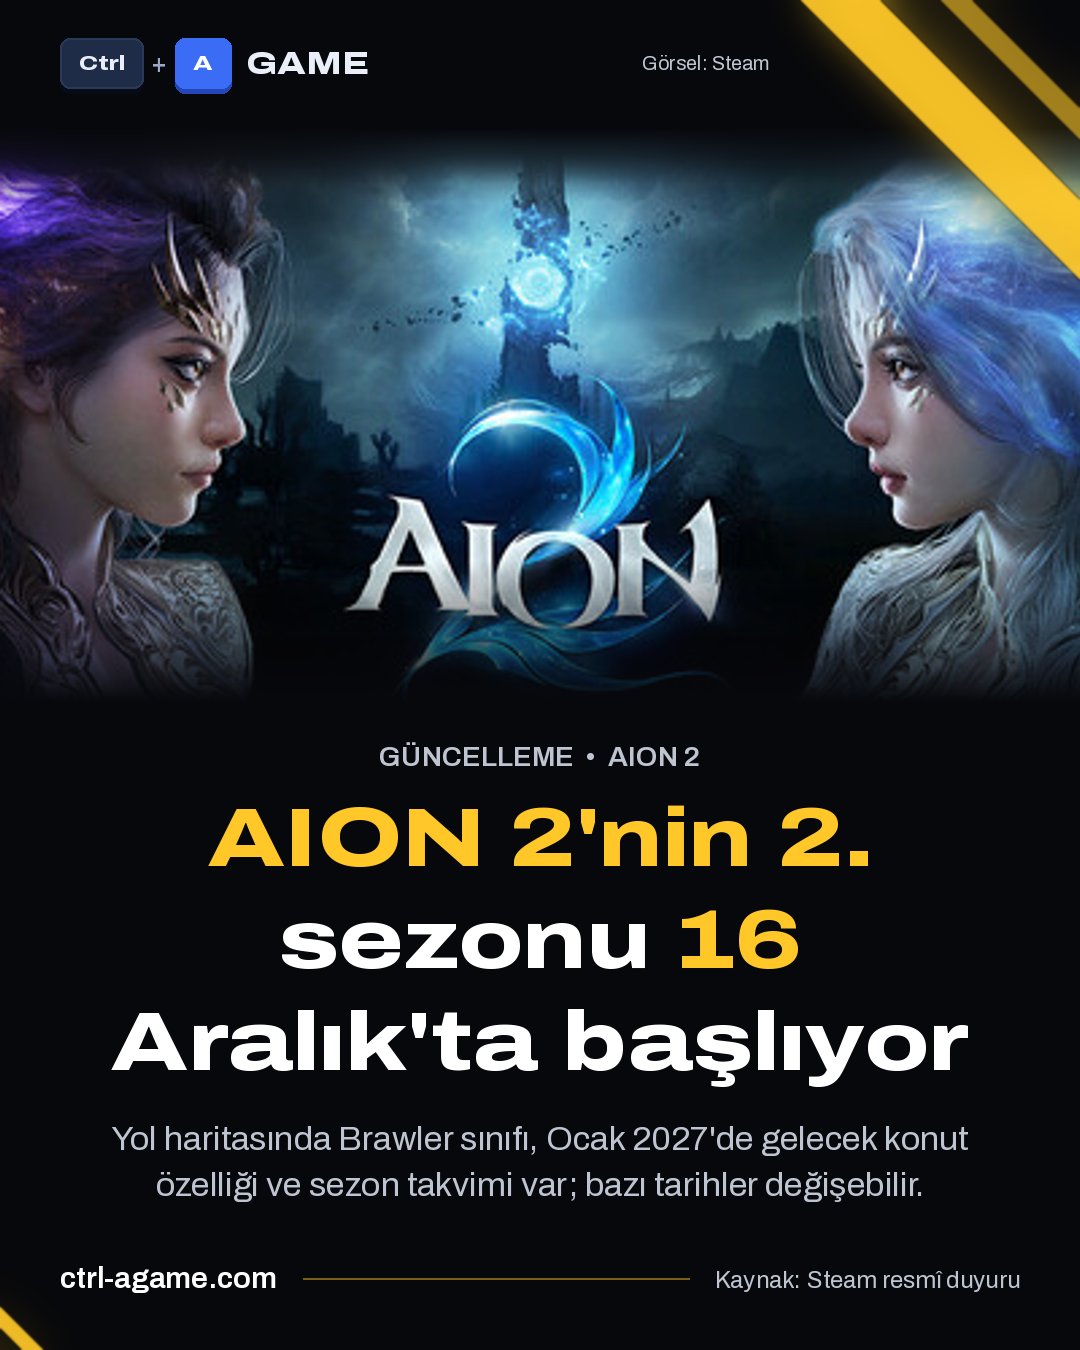 Ctrl + A GAME
Görsel: Steam
2
AION
GÜNCELLEME • AION 2
AION 2'nin 2.
sezonu 16
Aralık'ta başlıyor
Yol haritasında Brawler sınıfı, Ocak 2027'de gelecek konut
özelliği ve sezon takvimi var; bazı tarihler değişebilir.
ctrl-agame.com
Kaynak: Steam resmî duyuru